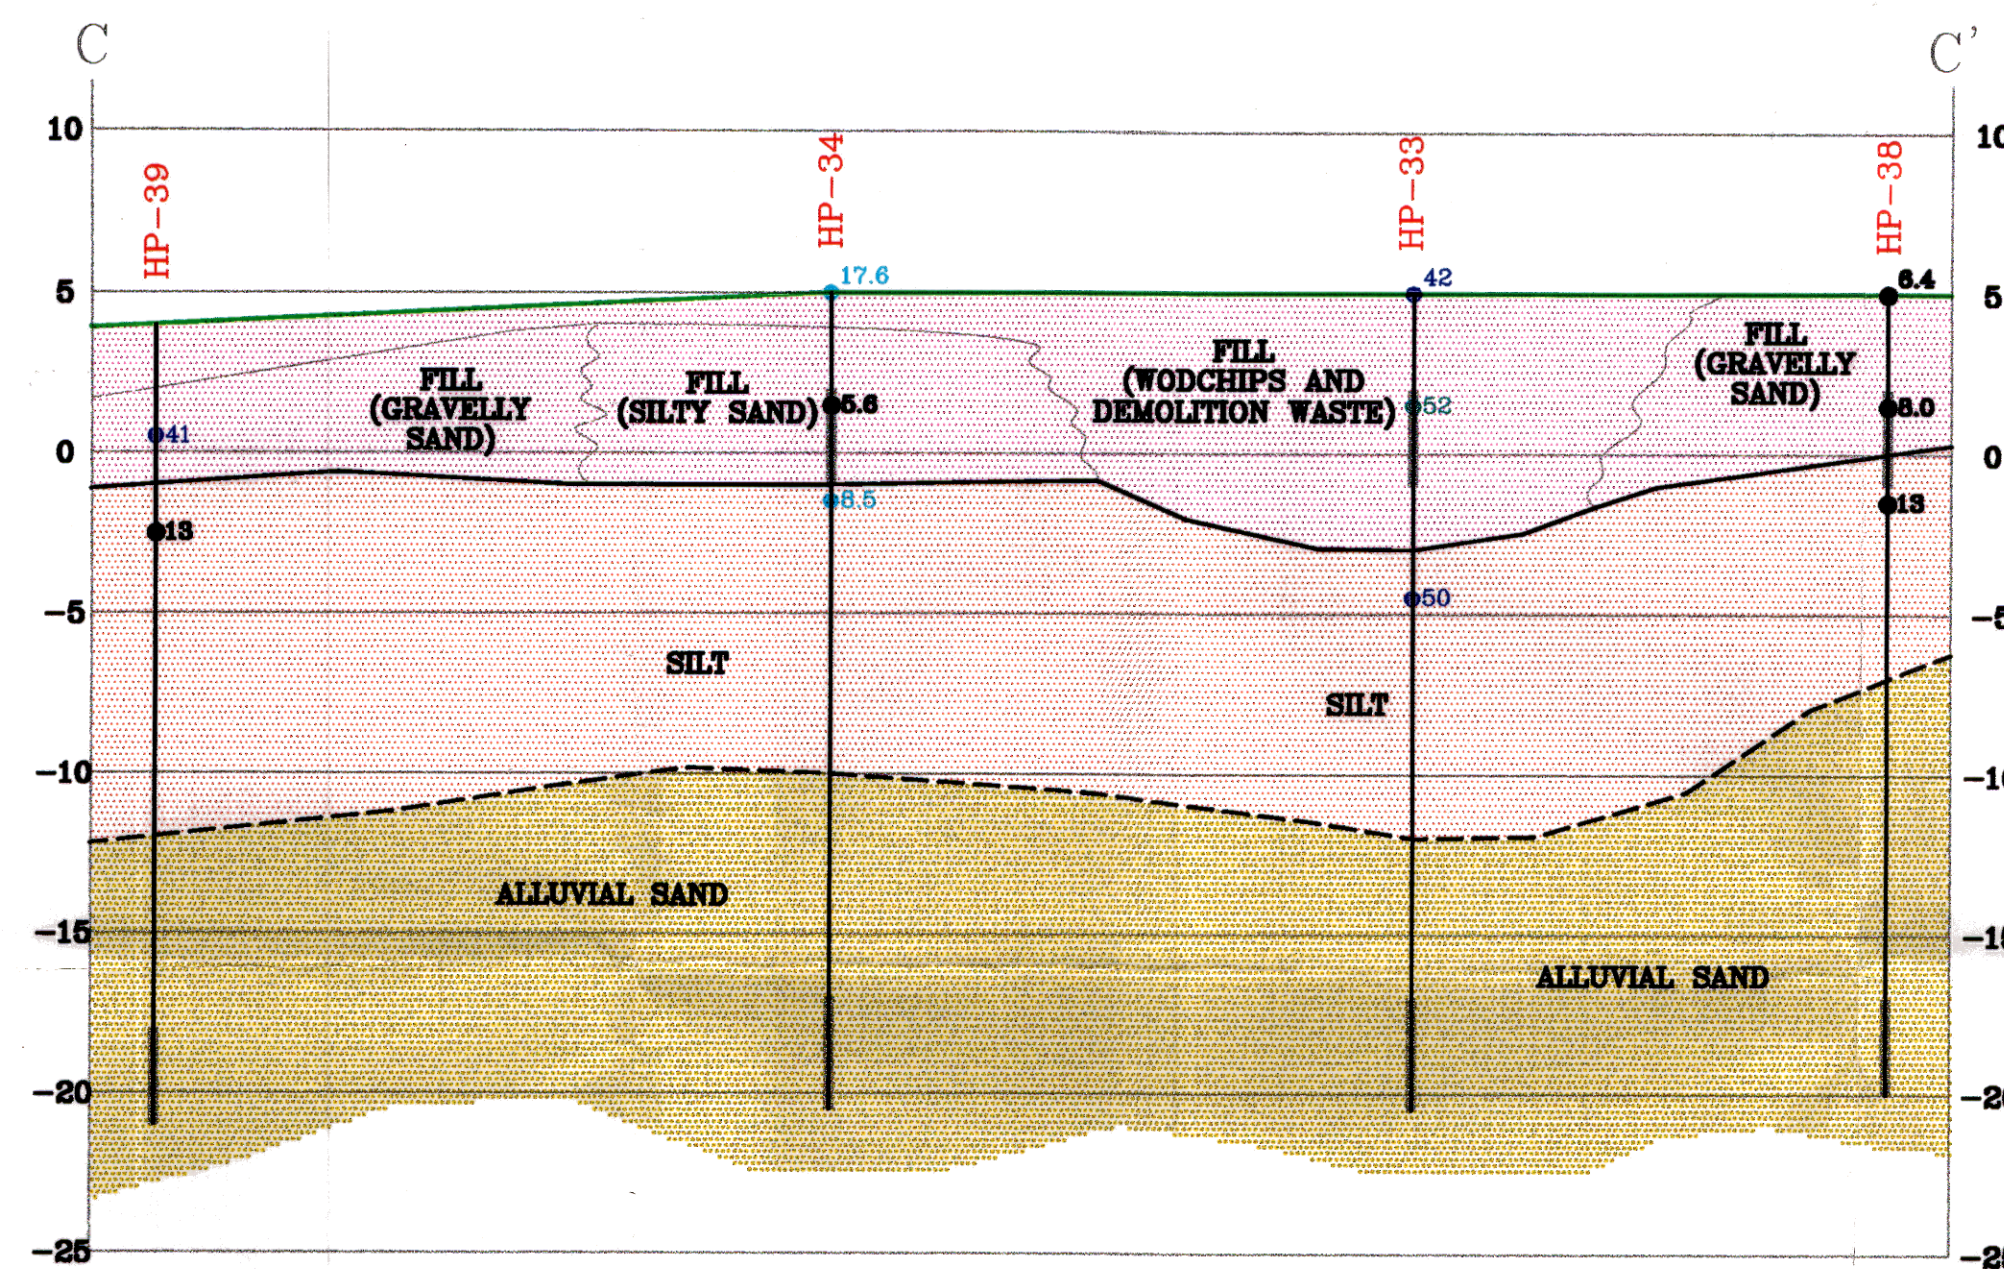 C
C'
10
10
HP-39
HP-34
HP-33
HP-38
17.6
42
6.4
5
5
FILL
(GRAVELLY
SAND)
FILL
(SILTY SAND)
FILL
(WODCHIPS AND
DEMOLITION WASTE)
FILL
(GRAVELLY
SAND)
41
5.6
52
8.0
0
0
13
8.5
50
13
-5
-5
SILT
SILT
-10
-10
ALLUVIAL SAND
-15
-15
ALLUVIAL SAND
-20
-20
-25